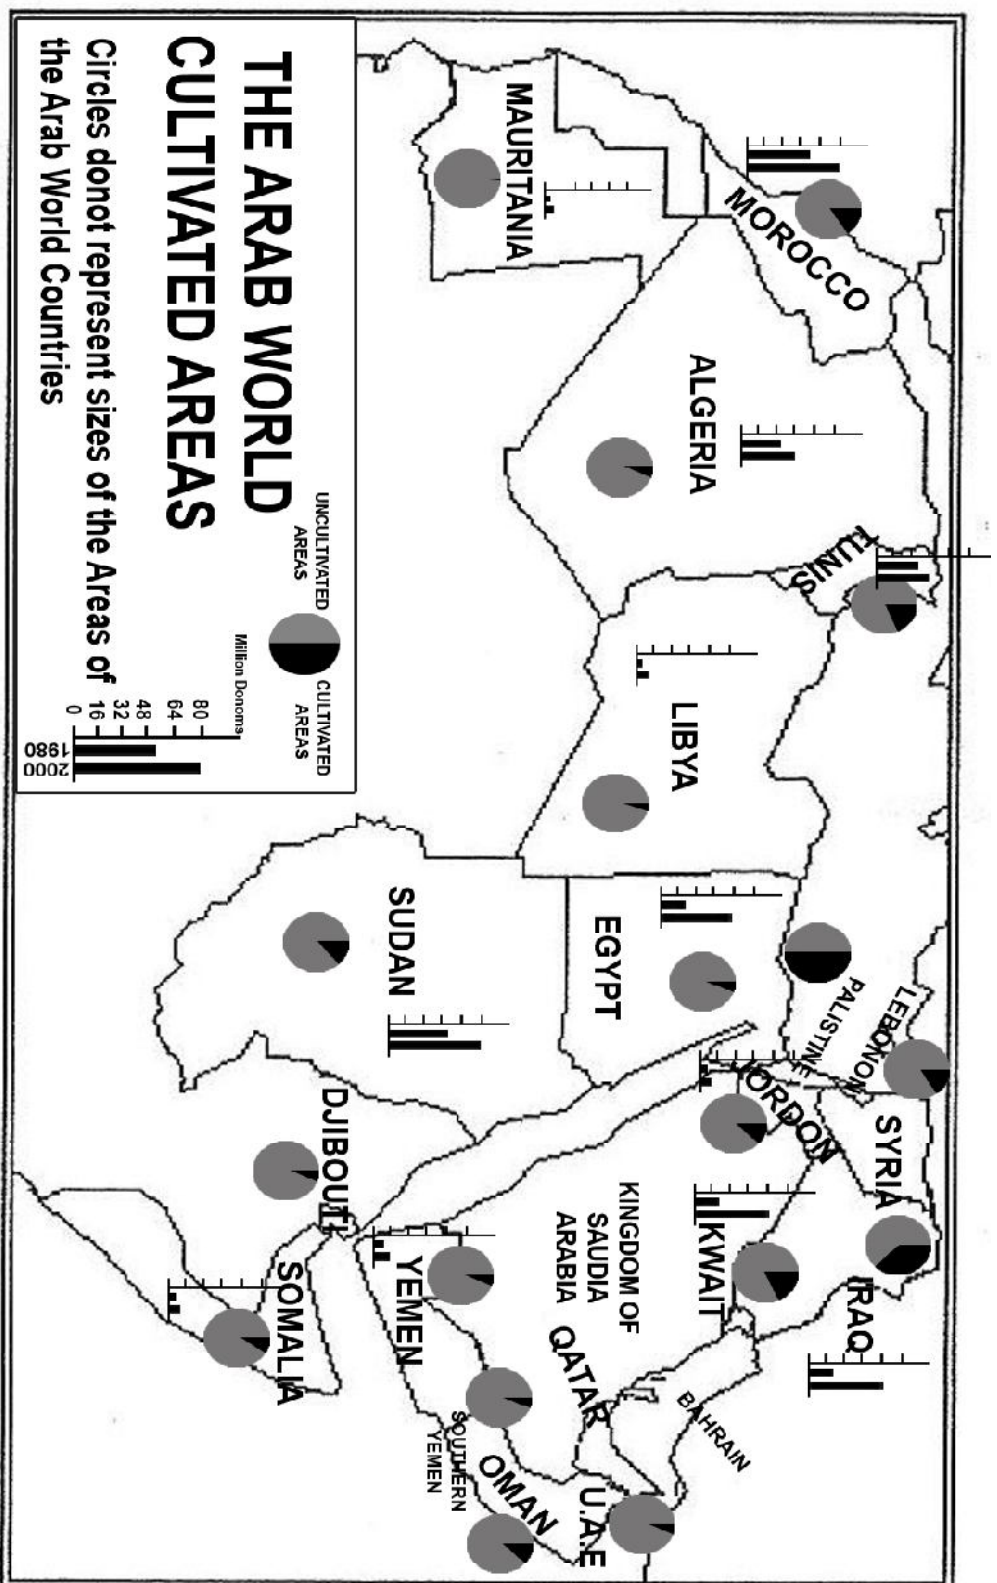 MOROCCO
ALGERIA
TUNIS
MAURITANIA
LIBYA
EGYPT
PALISTINE
LEBONON
SYRIA
JORDON
IRAQ
KWAIT
KINGDOM OF
SAUDIA
ARABIA
BAHRAIN
QATAR
U.A.E
OMAN
SOUTHERN
YEMEN
YEMEN
SUDAN
DJIBOUTI
SOMALIA
THE ARAB WORLD
CULTIVATED AREAS
Circles donot represent sizes of the Areas of
the Arab World Countries
UNCULTIVATED
AREAS
CULTIVATED
AREAS
Million Donoms
80
64
48
32
16
0
1980
2000